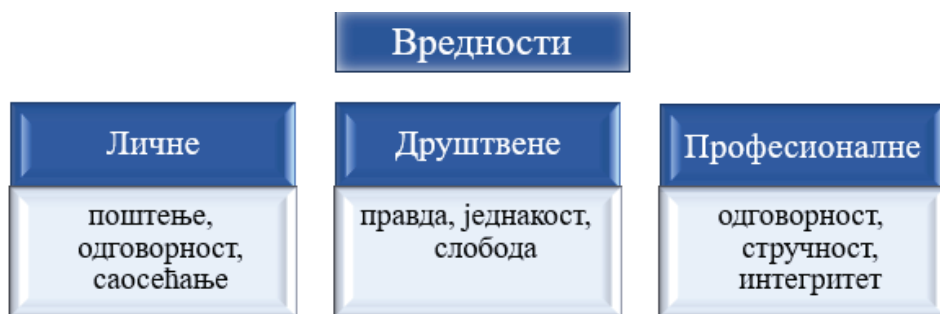 Вредности
Личне
поштење,
одговорност,
саосећање
Друштвене
правда, једнакост,
слобода
Професионалне
одговорност,
стручност,
интегритет